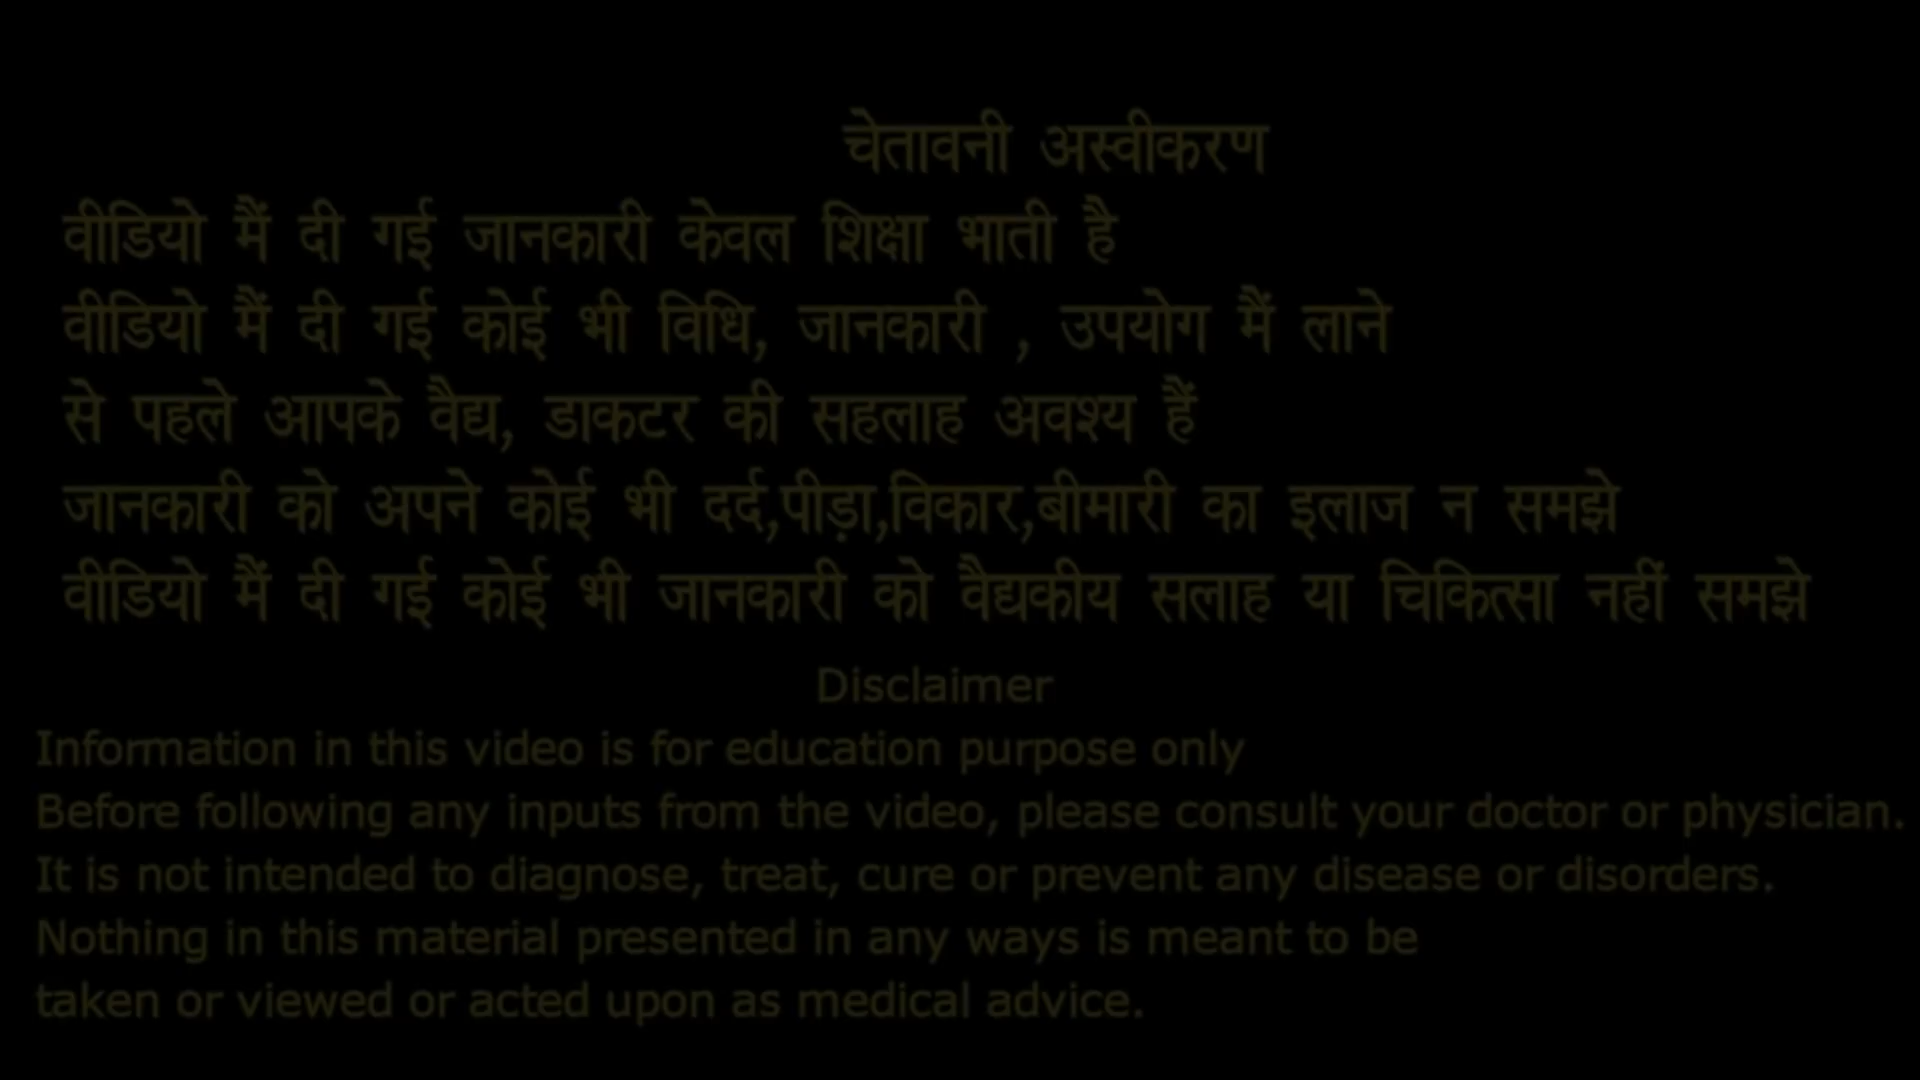 चेतावनी अस्वीकरण
वीडियो मैं दी गई जानकारी केवल शिक्षा भाती है
वीडियो मैं दी गई कोई भी विधि, जानकारी , उपयोग मैं लाने
से पहले आपके वैद्य, डाकटर की सहलाह अवश्य हैं
जानकारी को अपने कोई भी दर्द,पीड़ा,विकार,बीमारी का इलाज न समझे
वीडियो मैं दी गई कोई भी जानकारी को वैद्यकीय सलाह या चिकित्सा नहीं समझे
Disclaimer
Information in this video is for education purpose only
Before following any inputs from the video, please consult your doctor or physician.
It is not intended to diagnose, treat, cure or prevent any disease or disorders.
Nothing in this material presented in any ways is meant to be
taken or viewed or acted upon as medical advice.